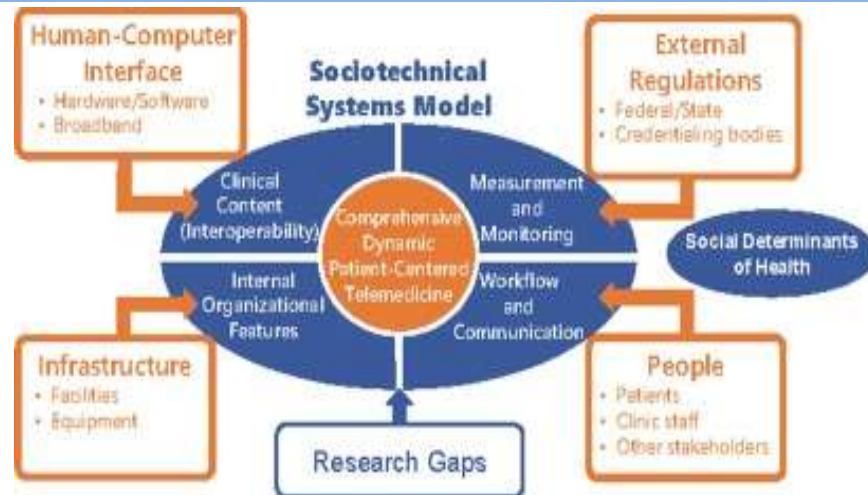 Human-Computer
Interface
• Hardware/Software
• Broadband
Sociotechnical
Systems Model
External
Regulations
• Federal/State
• Credentialing bodies
Clinical
Content
(Interoperability)
Measurement
and
Monitoring
Comprehensive
Dynamic
Patient-Centered
Telemedicine
Social Determinants
of Health
Internal
Organizational
Features
Workflow
and
Communication
Infrastructure
• Facilities
• Equipment
People
• Patients
• Clinic staff
• Other stakeholders
Research Gaps